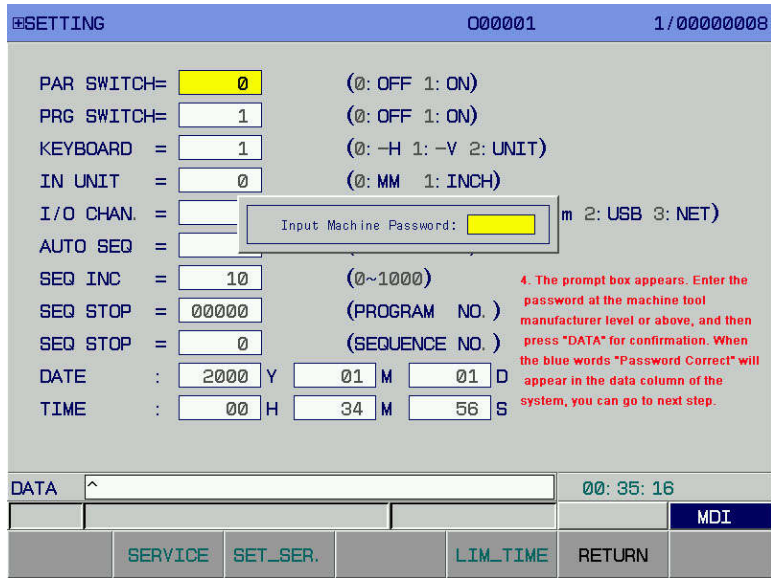 SETTING O00001 1/00000008
PAR SWITCH= 0 (0: OFF 1: ON)
PRG SWITCH= 1 (0: OFF 1: ON)
KEYBOARD = 1 (0: -H 1: -V 2: UNIT)
IN UNIT = 0 (0: MM 1: INCH)
I/O CHAN. = m 2: USB 3: NET)
Input Machine Password:
AUTO SEQ =
SEQ INC = 10 (0~1000)
SEQ STOP = 00000 (PROGRAM NO.)
SEQ STOP = 0 (SEQUENCE NO.)
DATE : 2000 Y 01 M 01 D
TIME : 00 H 34 M 56 S
4. The prompt box appears. Enter the
password at the machine tool
manufacturer level or above, and then
press "DATA" for confirmation. When
the blue words "Password Correct" will
appear in the data column of the
system, you can go to next step.
DATA ^ 00: 35: 16
MDI
SERVICE SET_SER. LIM_TIME RETURN